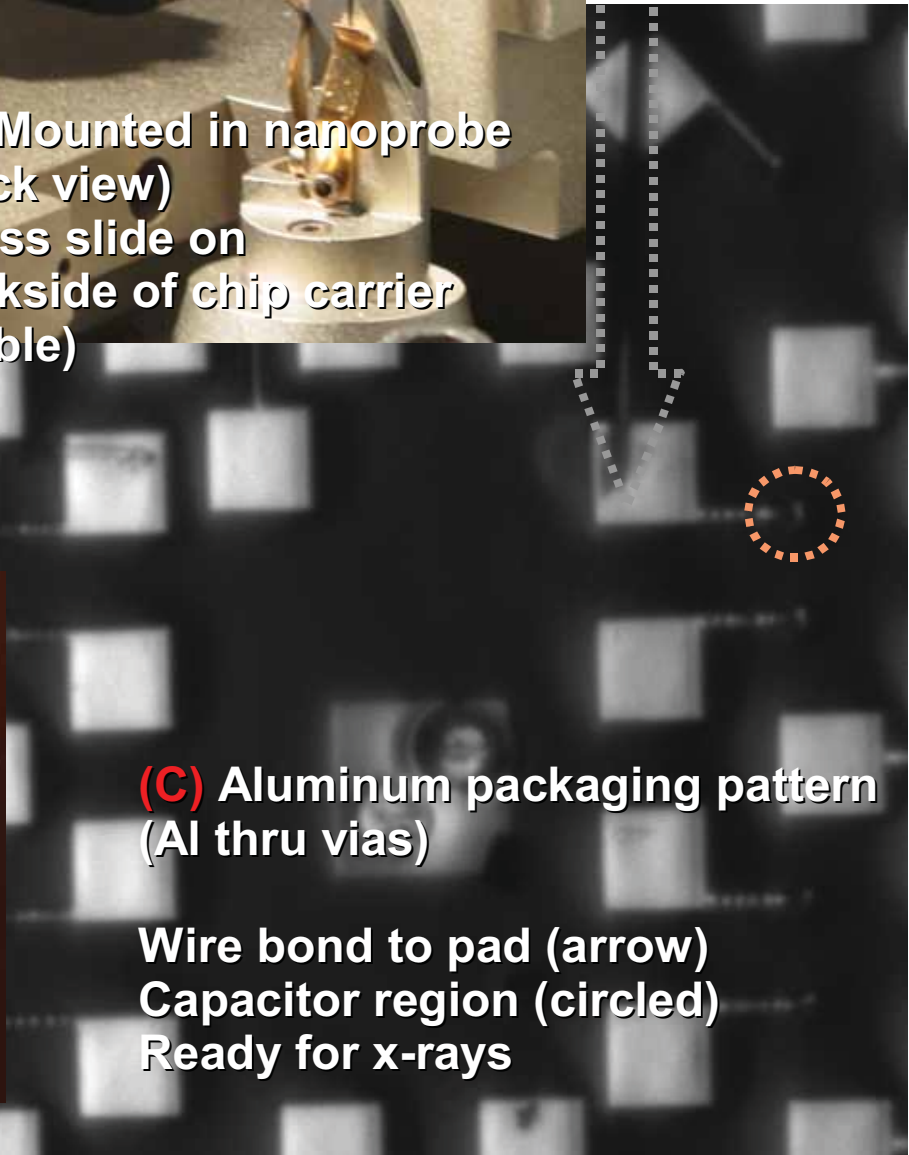 Mounted in nanoprobe
ck view)
ss slide on
kside of chip carrier
ble)
(C) Aluminum packaging pattern
(Al thru vias)
Wire bond to pad (arrow)
Capacitor region (circled)
Ready for x-rays